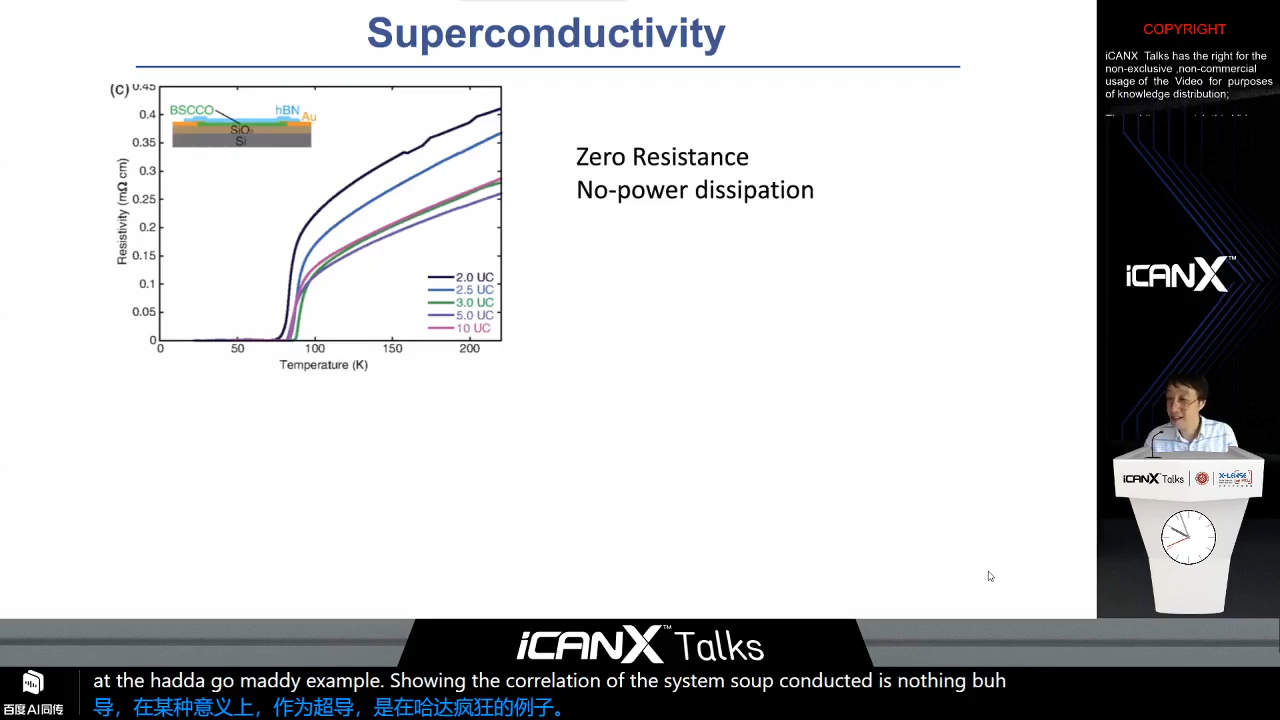 Superconductivity
(c)
0.45
0.4
0.35
0.3
0.25
0.2
0.15
0.1
0.05
0
Resistivity (mΩ cm)
BSCCO
hBN
Au
SiO₂
Si
2.0 UC
2.5 UC
3.0 UC
5.0 UC
10 UC
0 50 100 150 200
Temperature (K)
Zero Resistance
No-power dissipation
COPYRIGHT
iCANX Talks has the right for the
non-exclusive ,non-commercial
usage of the Video for purposes
of knowledge distribution;
iCANX™
iCANX Talks
X-LENSE
iCANX™ Talks
at the hadda go maddy example. Showing the correlation of the system soup conducted is nothing buh
导，在某种意义上，作为超导，是在哈达疯狂的例子。
百度AI同传